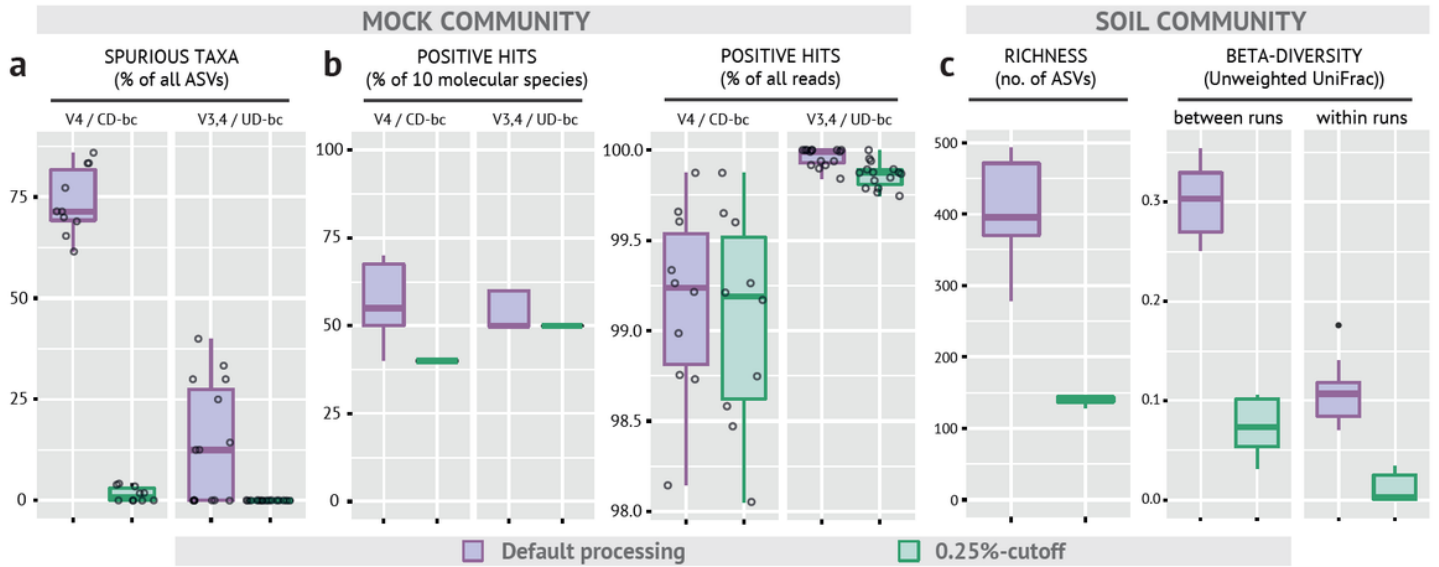 MOCK COMMUNITY
SOIL COMMUNITY
a
SPURIOUS TAXA
(% of all ASVs)
V4 / CD-bc
V3,4 / UD-bc
75
50
25
0
b
POSITIVE HITS
(% of 10 molecular species)
V4 / CD-bc
V3,4 / UD-bc
100
75
50
25
0
POSITIVE HITS
(% of all reads)
V4 / CD-bc
V3,4 / UD-bc
100.0
99.5
99.0
98.5
98.0
c
RICHNESS
(no. of ASVs)
500
400
300
200
100
0
BETA-DIVERSITY
(Unweighted UniFrac))
between runs
within runs
0.3
0.2
0.1
0.0
Default processing
0.25%-cutoff